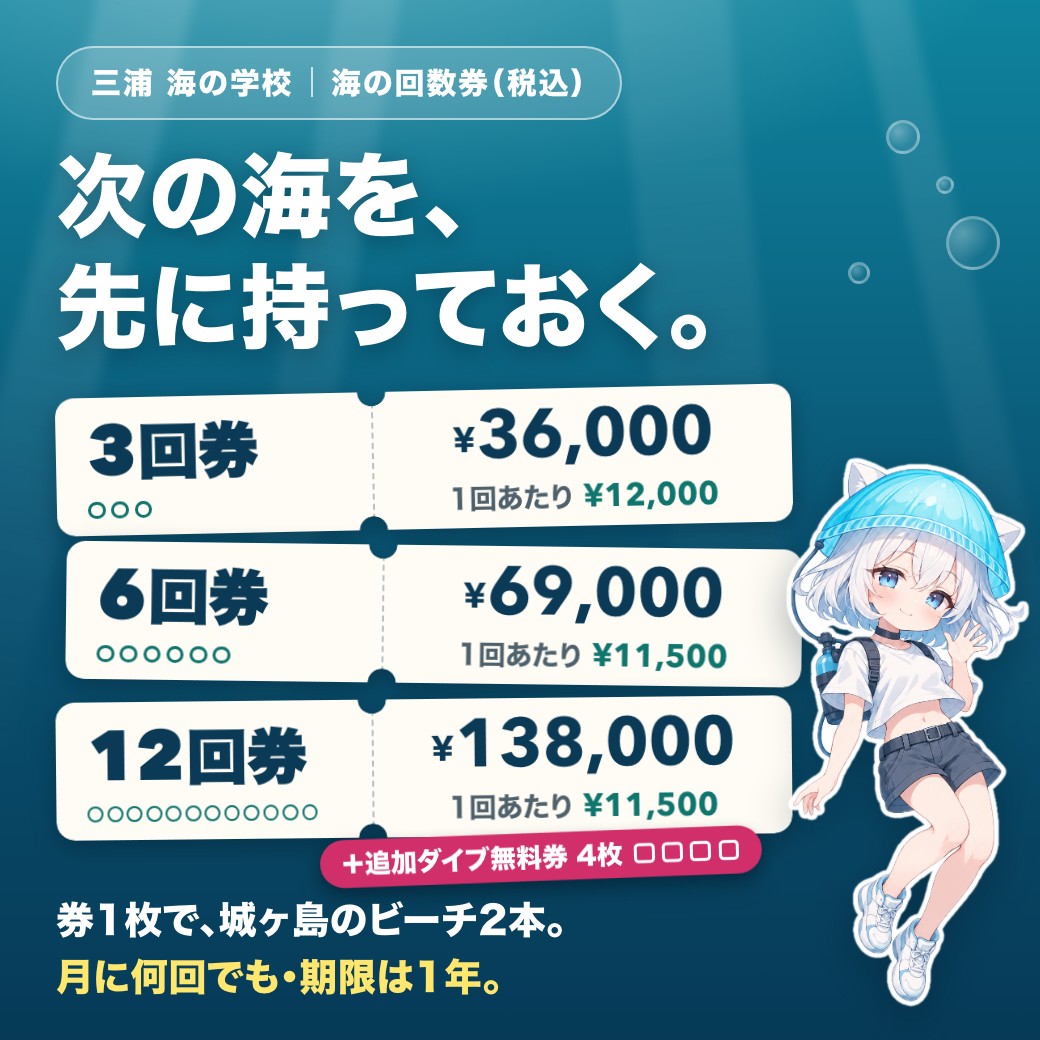 三浦 海の学校｜海の回数券(税込)
次の海を、
先に持っておく。
3回券
¥36,000
1回あたり ¥12,000
6回券
¥69,000
1回あたり ¥11,500
12回券
¥138,000
1回あたり ¥11,500
+追加ダイブ無料券 4枚
券1枚で、城ヶ島のビーチ2本。
月に何回でも・期限は1年。